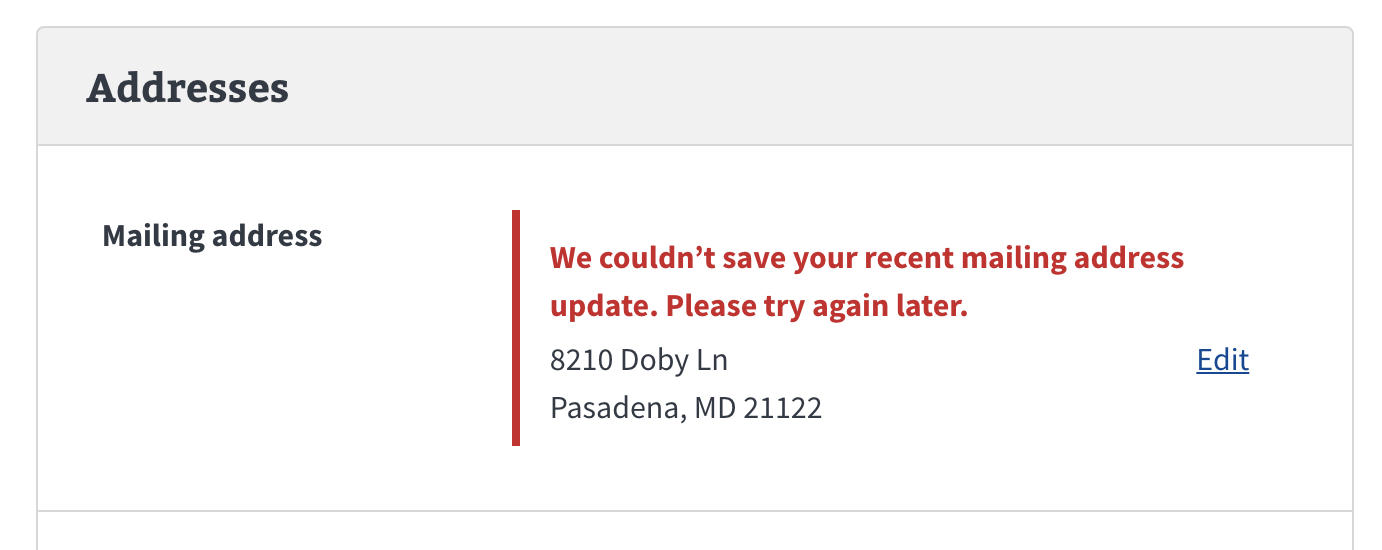 Addresses
Mailing address
We couldn’t save your recent mailing address
update. Please try again later.
8210 Doby Ln
Edit
Pasadena, MD 21122